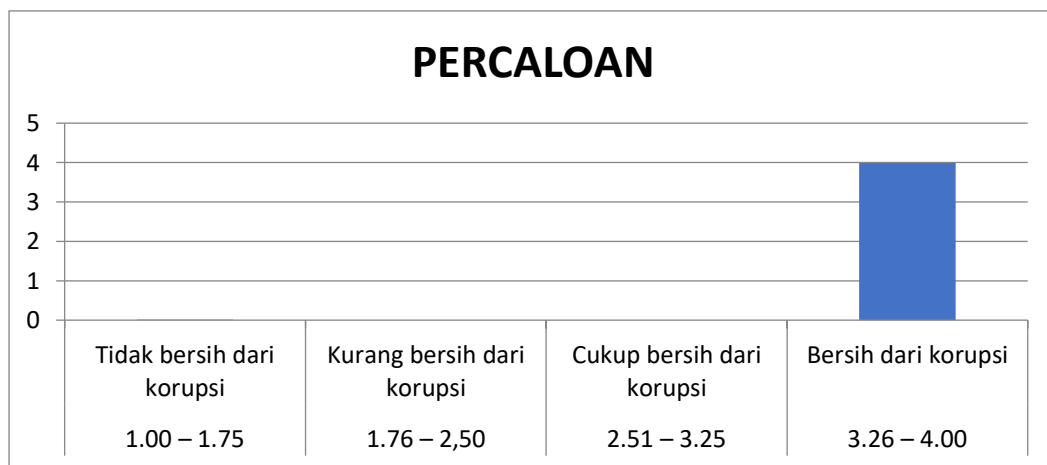 PERCALOAN
5
4
3
2
1
0
Tidak bersih dari
korupsi
Kurang bersih dari
korupsi
Cukup bersih dari
korupsi
Bersih dari korupsi
1.00 – 1.75
1.76 – 2,50
2.51 – 3.25
3.26 – 4.00